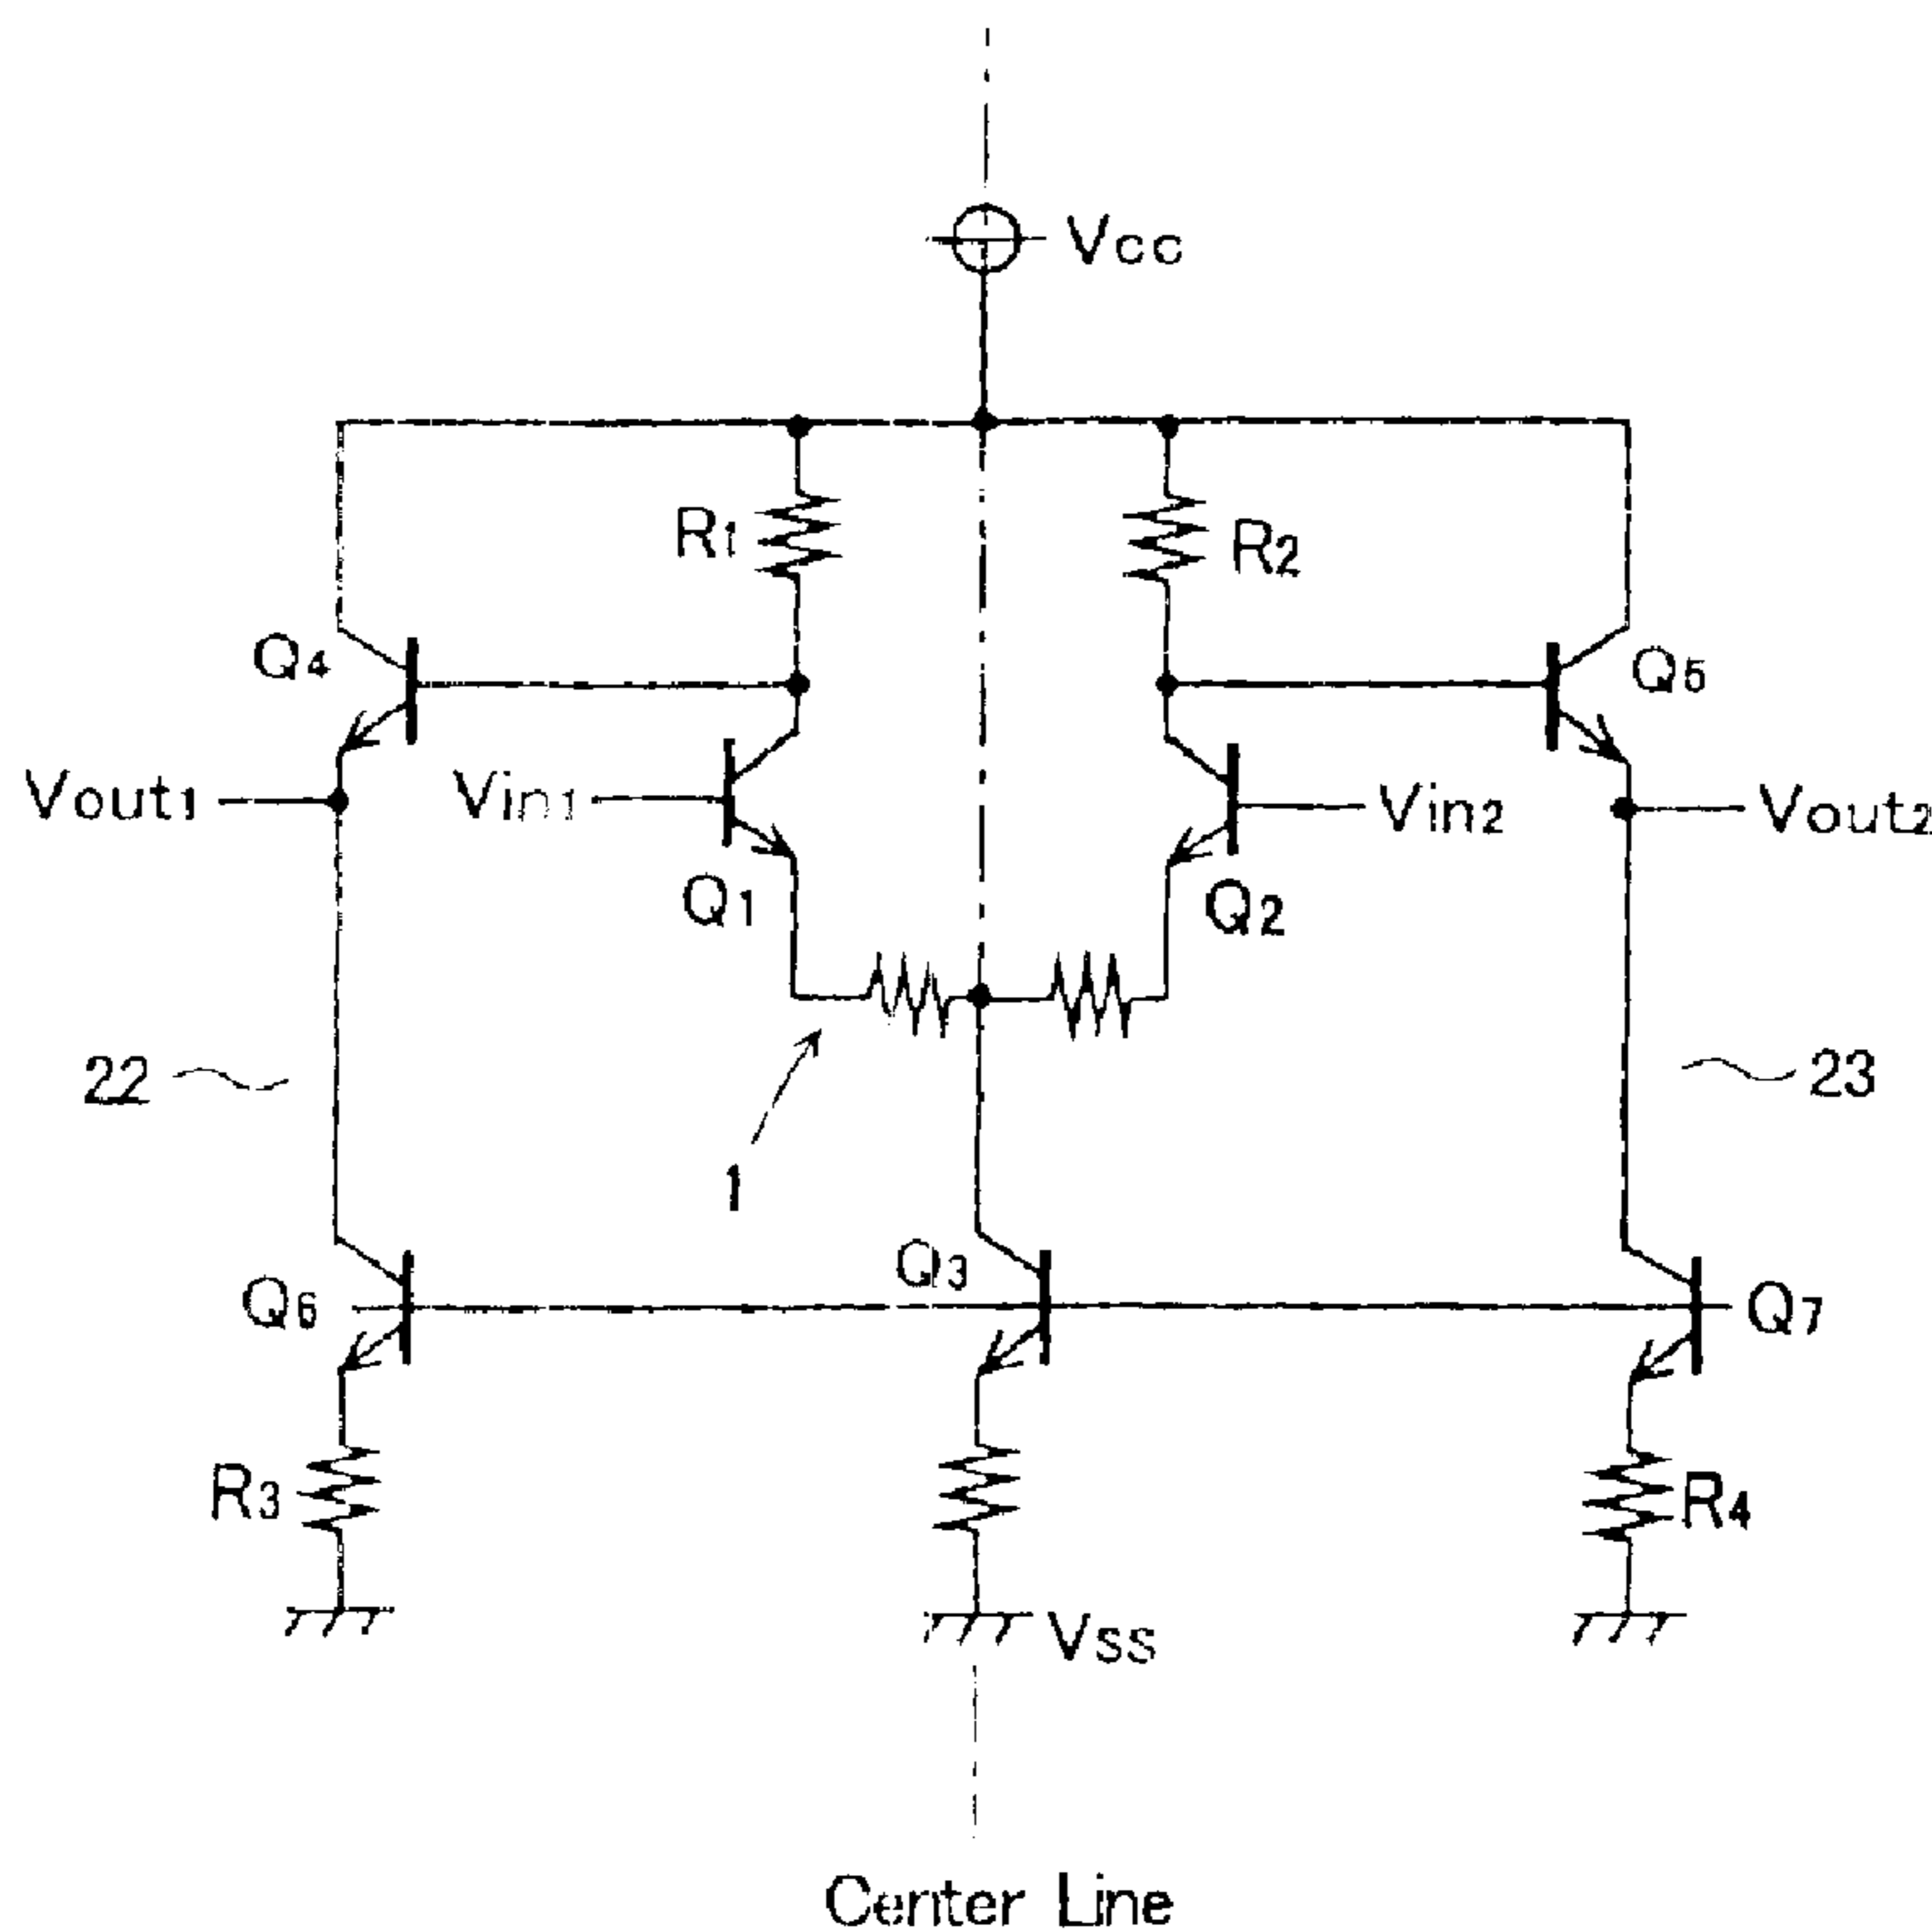 Vcc
R1
R2
Q4
Q5
Vout1
Vin1
Vin2
Vout2
Q1
Q2
22
23
1
Q3
Q6
Q7
R3
R4
Vss
Center Line